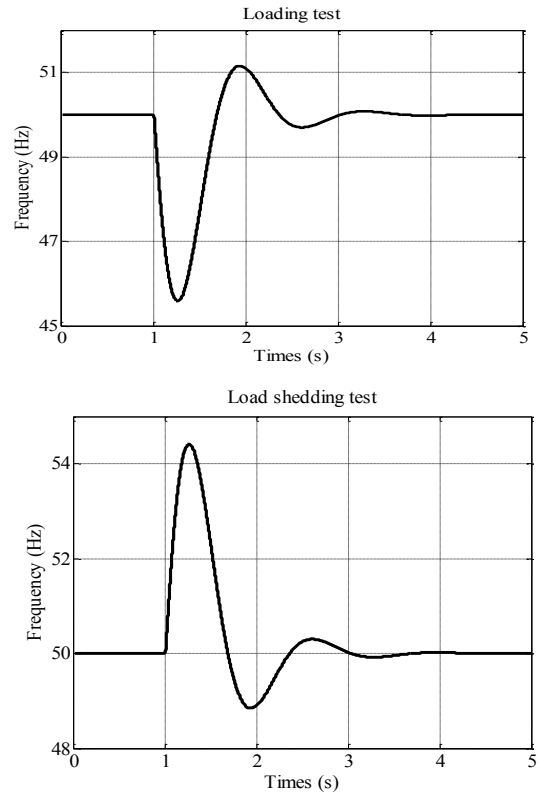 Loading test
51
49
47
45
Frequency (Hz)
0 1 2 3 4 5
Times (s)
Load shedding test
54
52
50
48
Frequency (Hz)
0 1 2 3 4 5
Times (s)